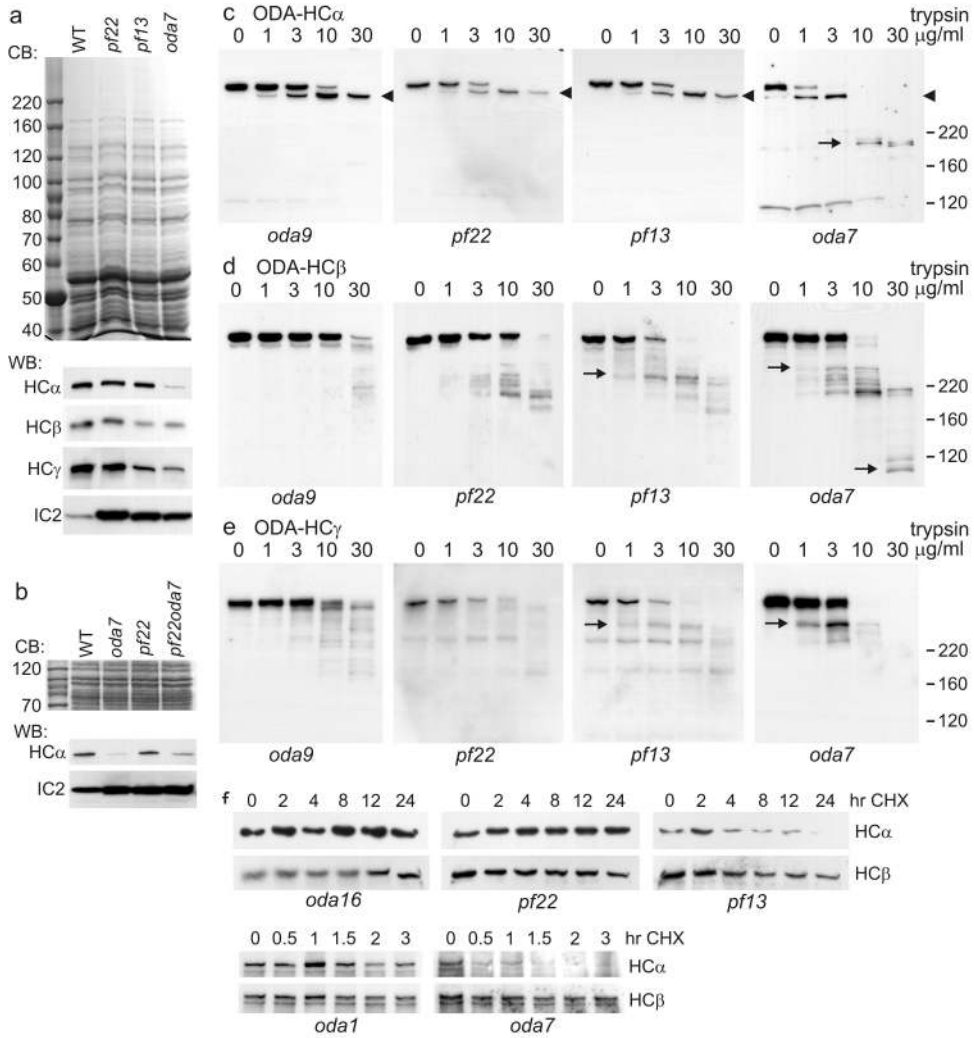 a
CB: WT pf22 pf13 oda7
220
160
120
100
80
70
60
50
40
WB:
HCα
HCβ
HCγ
IC2
b
CB: WT oda7 pf22 pf22oda7
120
70
WB:
HCα
IC2
c ODA-HCα trypsin
0 1 3 10 30 0 1 3 10 30 0 1 3 10 30 0 1 3 10 30 μg/ml
- 220
- 160
- 120
oda9 pf22 pf13 oda7
d ODA-HCβ trypsin
0 1 3 10 30 0 1 3 10 30 0 1 3 10 30 0 1 3 10 30 μg/ml
- 220
- 160
- 120
oda9 pf22 pf13 oda7
e ODA-HCγ trypsin
0 1 3 10 30 0 1 3 10 30 0 1 3 10 30 0 1 3 10 30 μg/ml
- 220
- 160
- 120
oda9 pf22 pf13 oda7
f 0 2 4 8 12 24 0 2 4 8 12 24 0 2 4 8 12 24 hr CHX
HCα
HCβ
oda16 pf22 pf13
0 0.5 1 1.5 2 3 hr CHX 0 0.5 1 1.5 2 3 hr CHX
HCα
HCβ
oda1 oda7